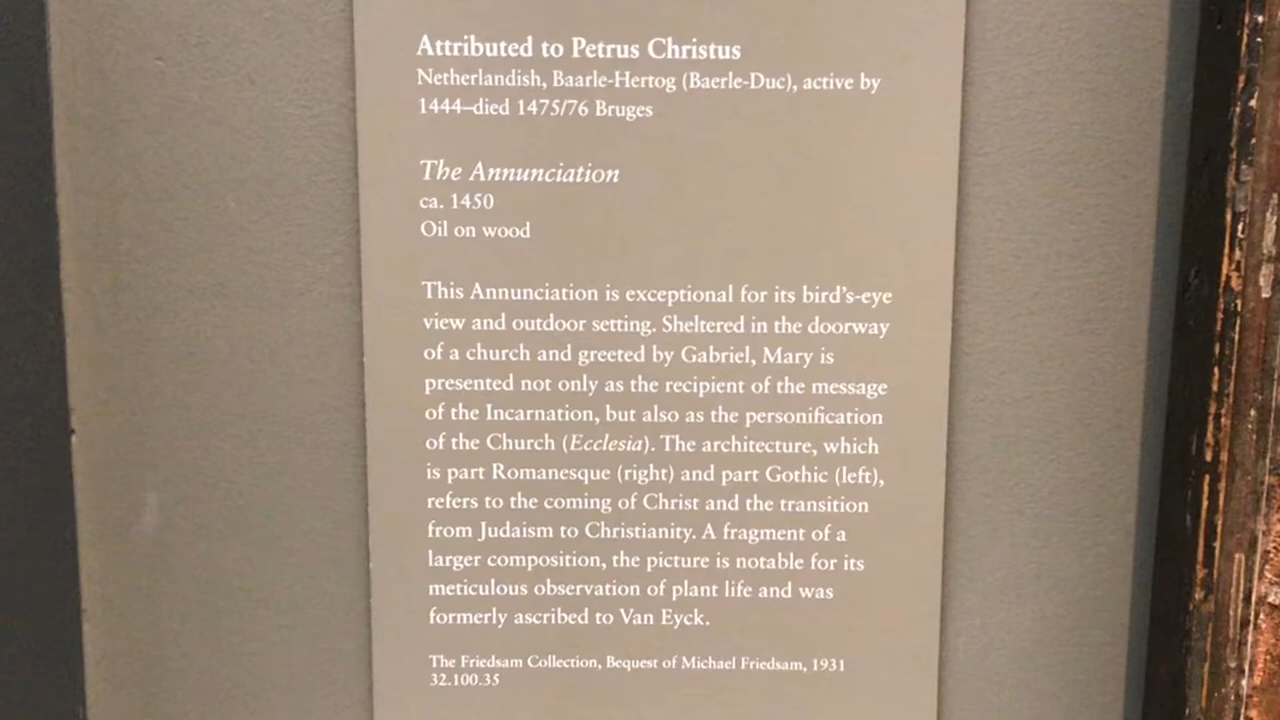 Attributed to Petrus Christus
Netherlandish, Baarle-Hertog (Baerle-Duc), active by
1444–died 1475/76 Bruges
The Annunciation
ca. 1450
Oil on wood
This Annunciation is exceptional for its bird’s-eye
view and outdoor setting. Sheltered in the doorway
of a church and greeted by Gabriel, Mary is
presented not only as the recipient of the message
of the Incarnation, but also as the personification
of the Church (Ecclesia). The architecture, which
is part Romanesque (right) and part Gothic (left),
refers to the coming of Christ and the transition
from Judaism to Christianity. A fragment of a
larger composition, the picture is notable for its
meticulous observation of plant life and was
formerly ascribed to Van Eyck.
The Friedsam Collection, Bequest of Michael Friedsam, 1931
32.100.35